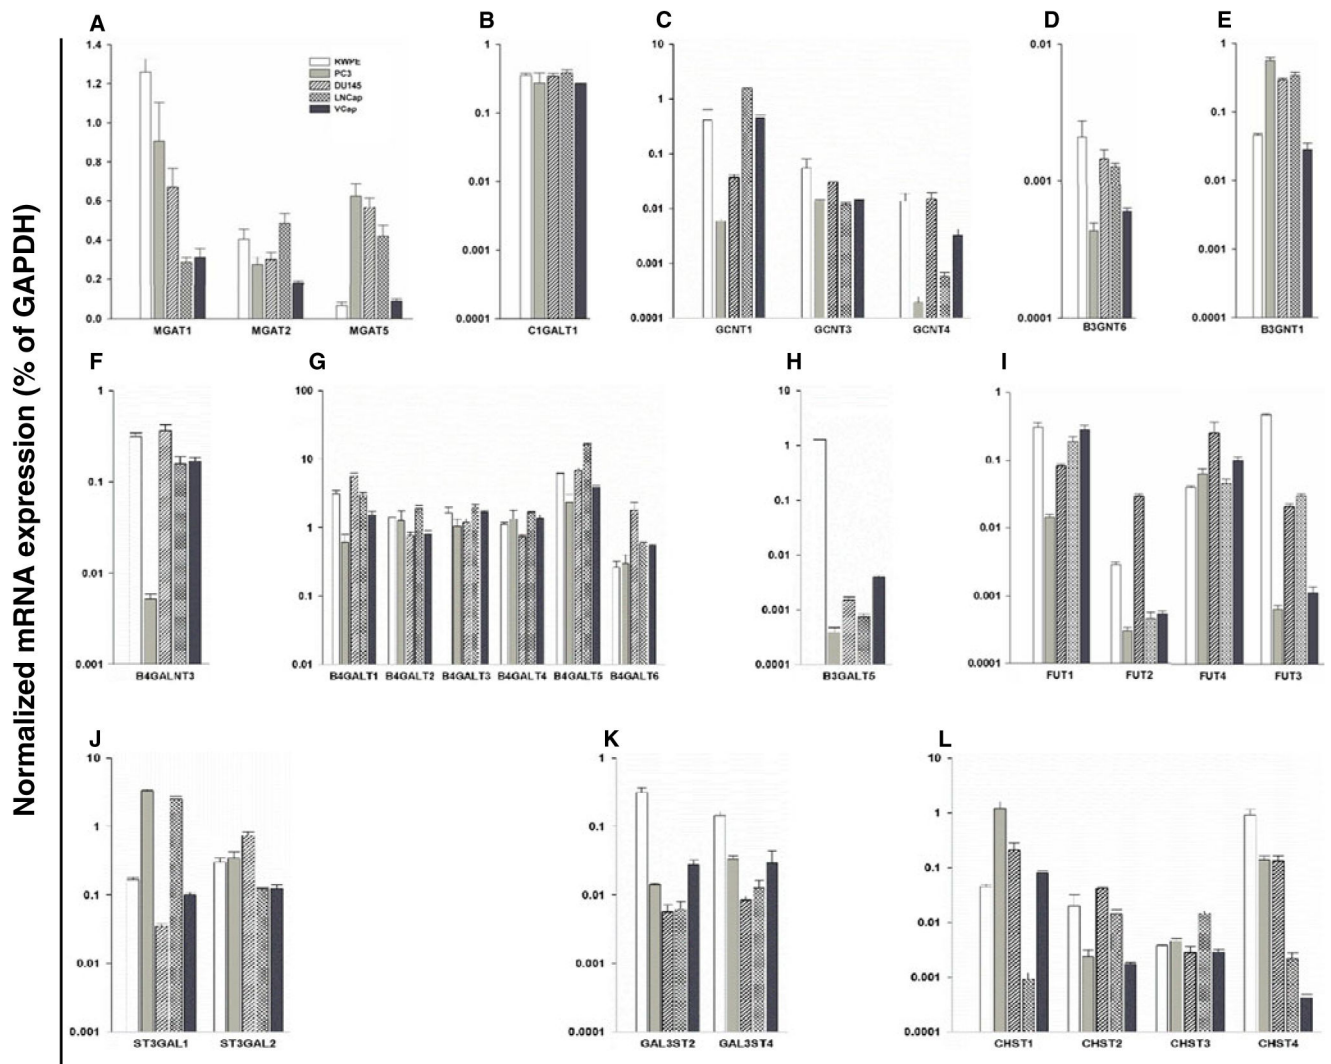 Normalized mRNA expression (% of GAPDH)
A
1.4
1.2
1.0
0.8
0.6
0.4
0.2
0.0
RWPE
PC3
DU145
LNCap
VCap
MGAT1 MGAT2 MGAT5
B
1
0.1
0.01
0.001
0.0001
C1GALT1
C
10
1
0.1
0.01
0.001
0.0001
GCNT1 GCNT3 GCNT4
D
0.01
0.001
0.0001
B3GNT6
E
1
0.1
0.01
0.001
0.0001
B3GNT1
F
1
0.1
0.01
0.001
B4GALNT3
G
100
10
1
0.1
0.01
B4GALT1 B4GALT2 B4GALT3 B4GALT4 B4GALT5 B4GALT6
H
10
1
0.1
0.01
0.001
0.0001
B3GALT5
I
1
0.1
0.01
0.001
0.0001
FUT1 FUT2 FUT4 FUT3
J
10
1
0.1
0.01
0.001
ST3GAL1 ST3GAL2
K
1
0.1
0.01
0.001
0.0001
GAL3ST2 GAL3ST4
L
10
1
0.1
0.01
0.001
0.0001
CHST1 CHST2 CHST3 CHST4